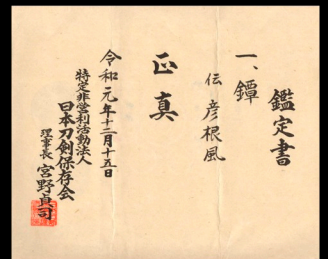 鑑定書
一、鐔
伝 彦根風
正真
令和元年十二月十五日
特定非営利活動法人
日本刀剣保存会
理事長 宮野貞司